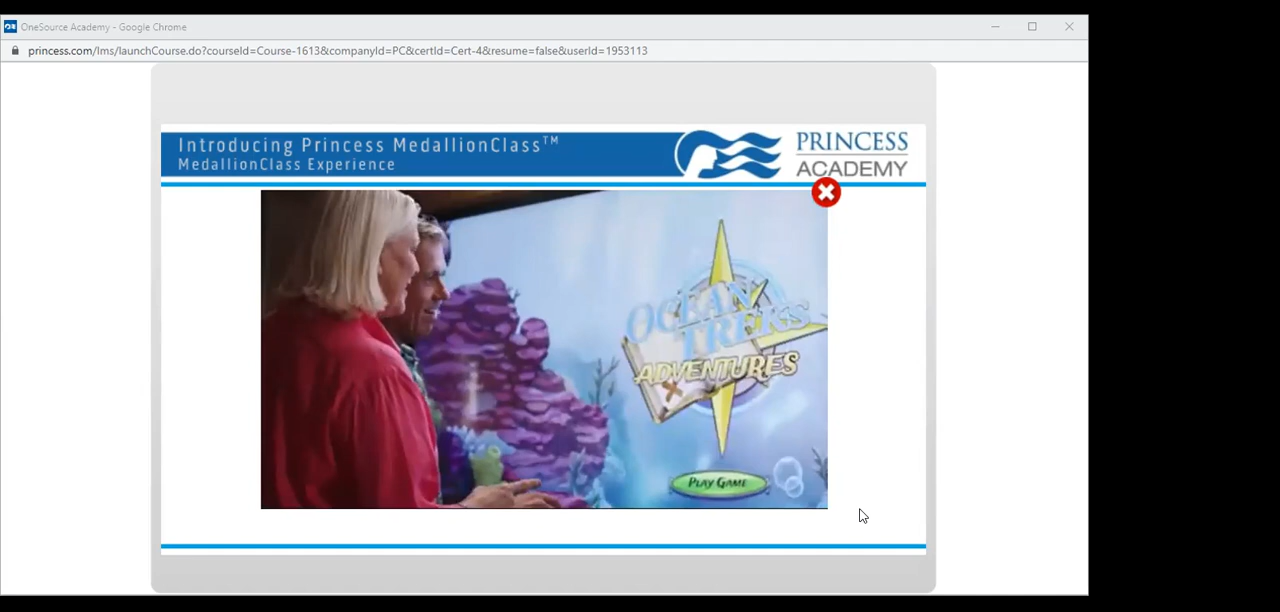 OneSource Academy - Google Chrome
princess.com/lms/launchCourse.do?courseId=Course-1613&companyId=PC&certId=Cert-4&resume=false&userId=1953113
Introducing Princess MedallionClass™
MedallionClass Experience
PRINCESS
ACADEMY
OCEAN
TREKS
ADVENTURES
PLAY GAME